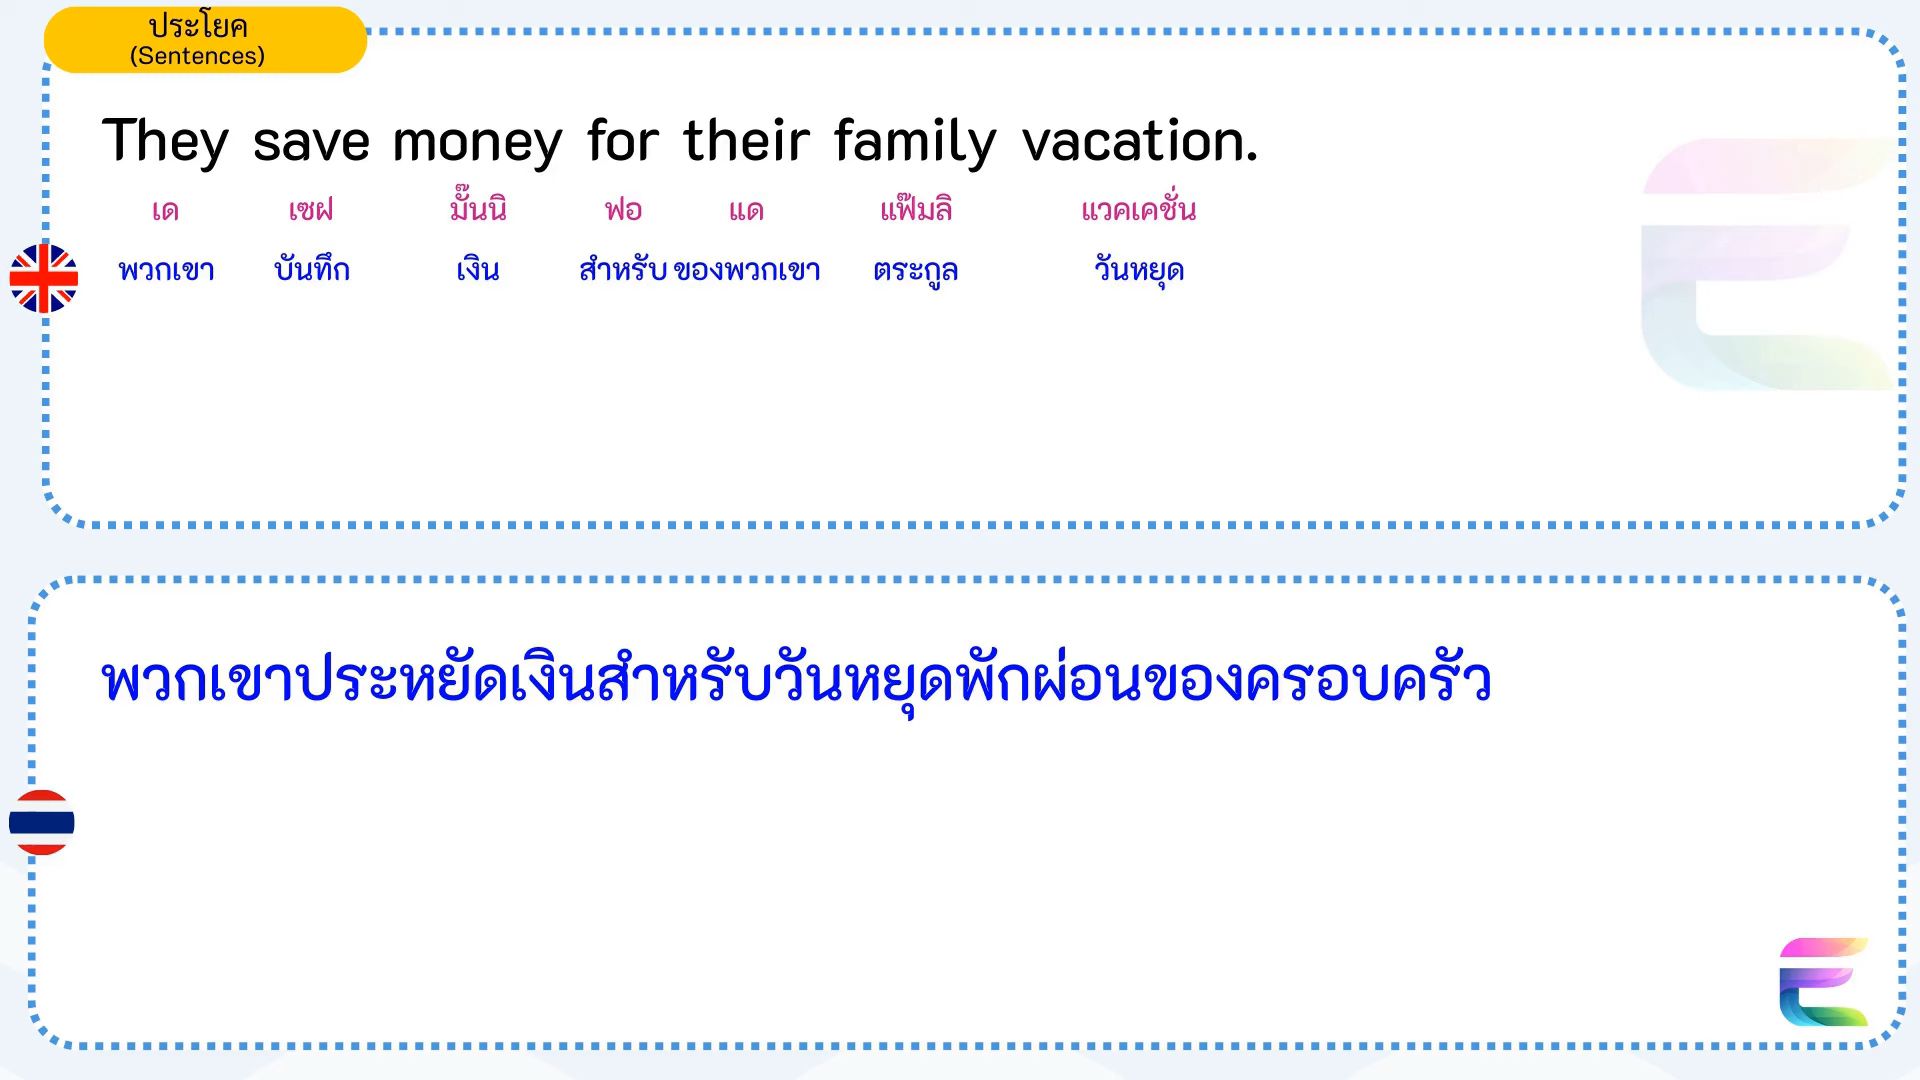 ประโยค
(Sentences)
They save money for their family vacation.
เด เซฝ มั๊นนิ ฟอ แด แฟ๊มลิ แวคเคชั่น
พวกเขา บันทึก เงิน สำหรับ ของพวกเขา ตระกูล วันหยุด
พวกเขาประหยัดเงินสำหรับวันหยุดพักผ่อนของครอบครัว